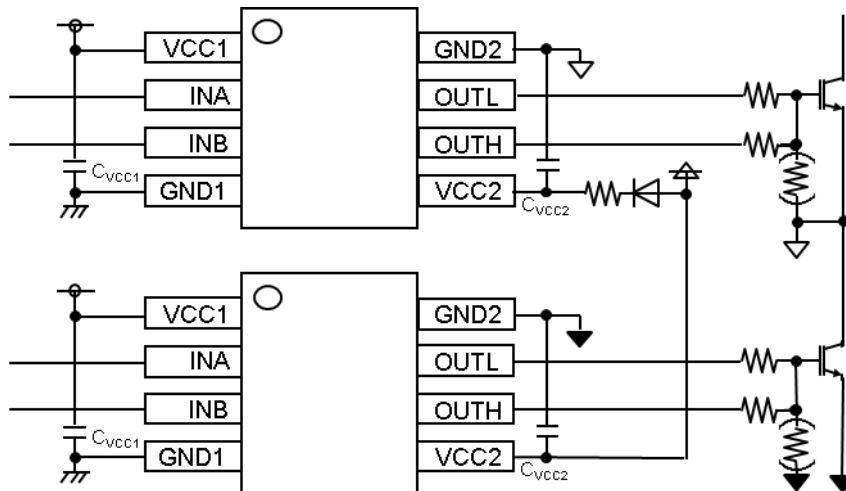 VCC1
GND2
INA
OUTL
INB
OUTH
CVCC1
GND1
VCC2
CVCC2
VCC1
GND2
INA
OUTL
INB
OUTH
CVCC1
GND1
VCC2
CVCC2